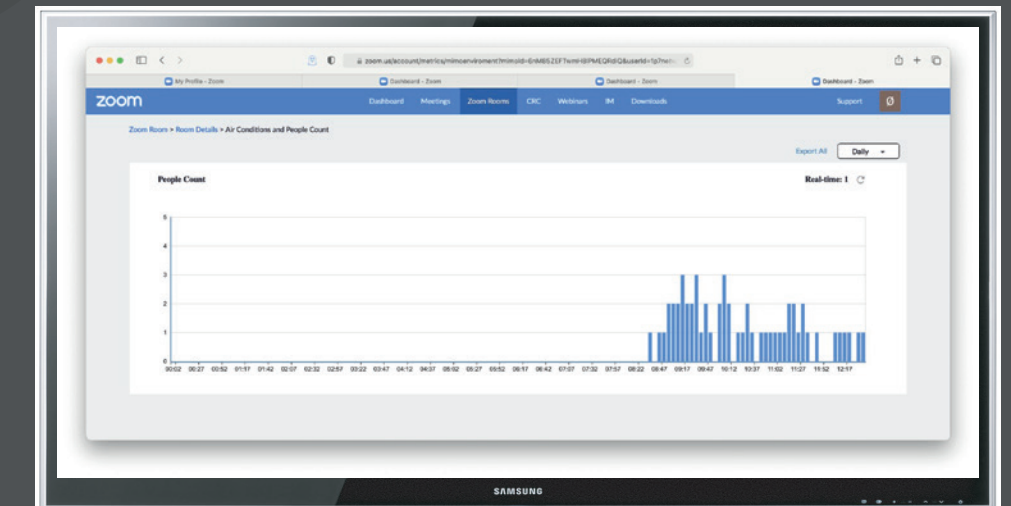 My Profile - Zoom
Dashboard - Zoom
Dashboard - Zoom
Dashboard - Zoom
zoom
Dashboard Meetings Zoom Rooms CRC Webinars IM Downloads Support Ø
Zoom Room > Room Details > Air Conditions and People Count
Export All Daily
People Count
Real-time: 1
5
4
3
2
1
0
00:02 00:27 00:52 01:17 01:42 02:07 02:32 02:57 03:22 03:47 04:12 04:37 05:02 05:27 05:52 06:17 06:42 07:07 07:32 07:57 08:22 08:47 09:17 09:47 10:12 10:37 11:02 11:27 11:52 12:17
SAMSUNG